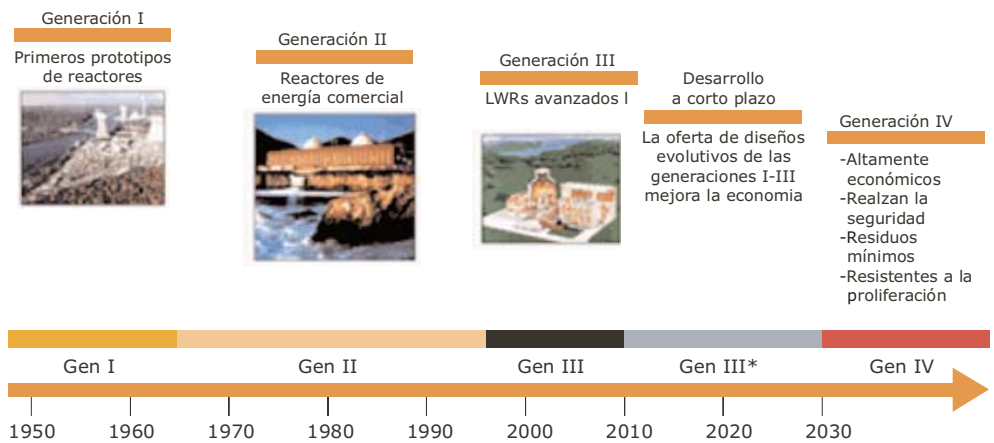 Generación I
Primeros prototipos
de reactores
Generación II
Reactores de
energía comercial
Generación III
LWRs avanzados l
Desarrollo
a corto plazo
La oferta de diseños
evolutivos de las
generaciones I-III
mejora la economia
Generación IV
-Altamente
económicos
-Realzan la
seguridad
-Residuos
mínimos
-Resistentes a la
proliferación
Gen I
Gen II
Gen III
Gen III*
Gen IV
1950
1960
1970
1980
1990
2000
2010
2020
2030